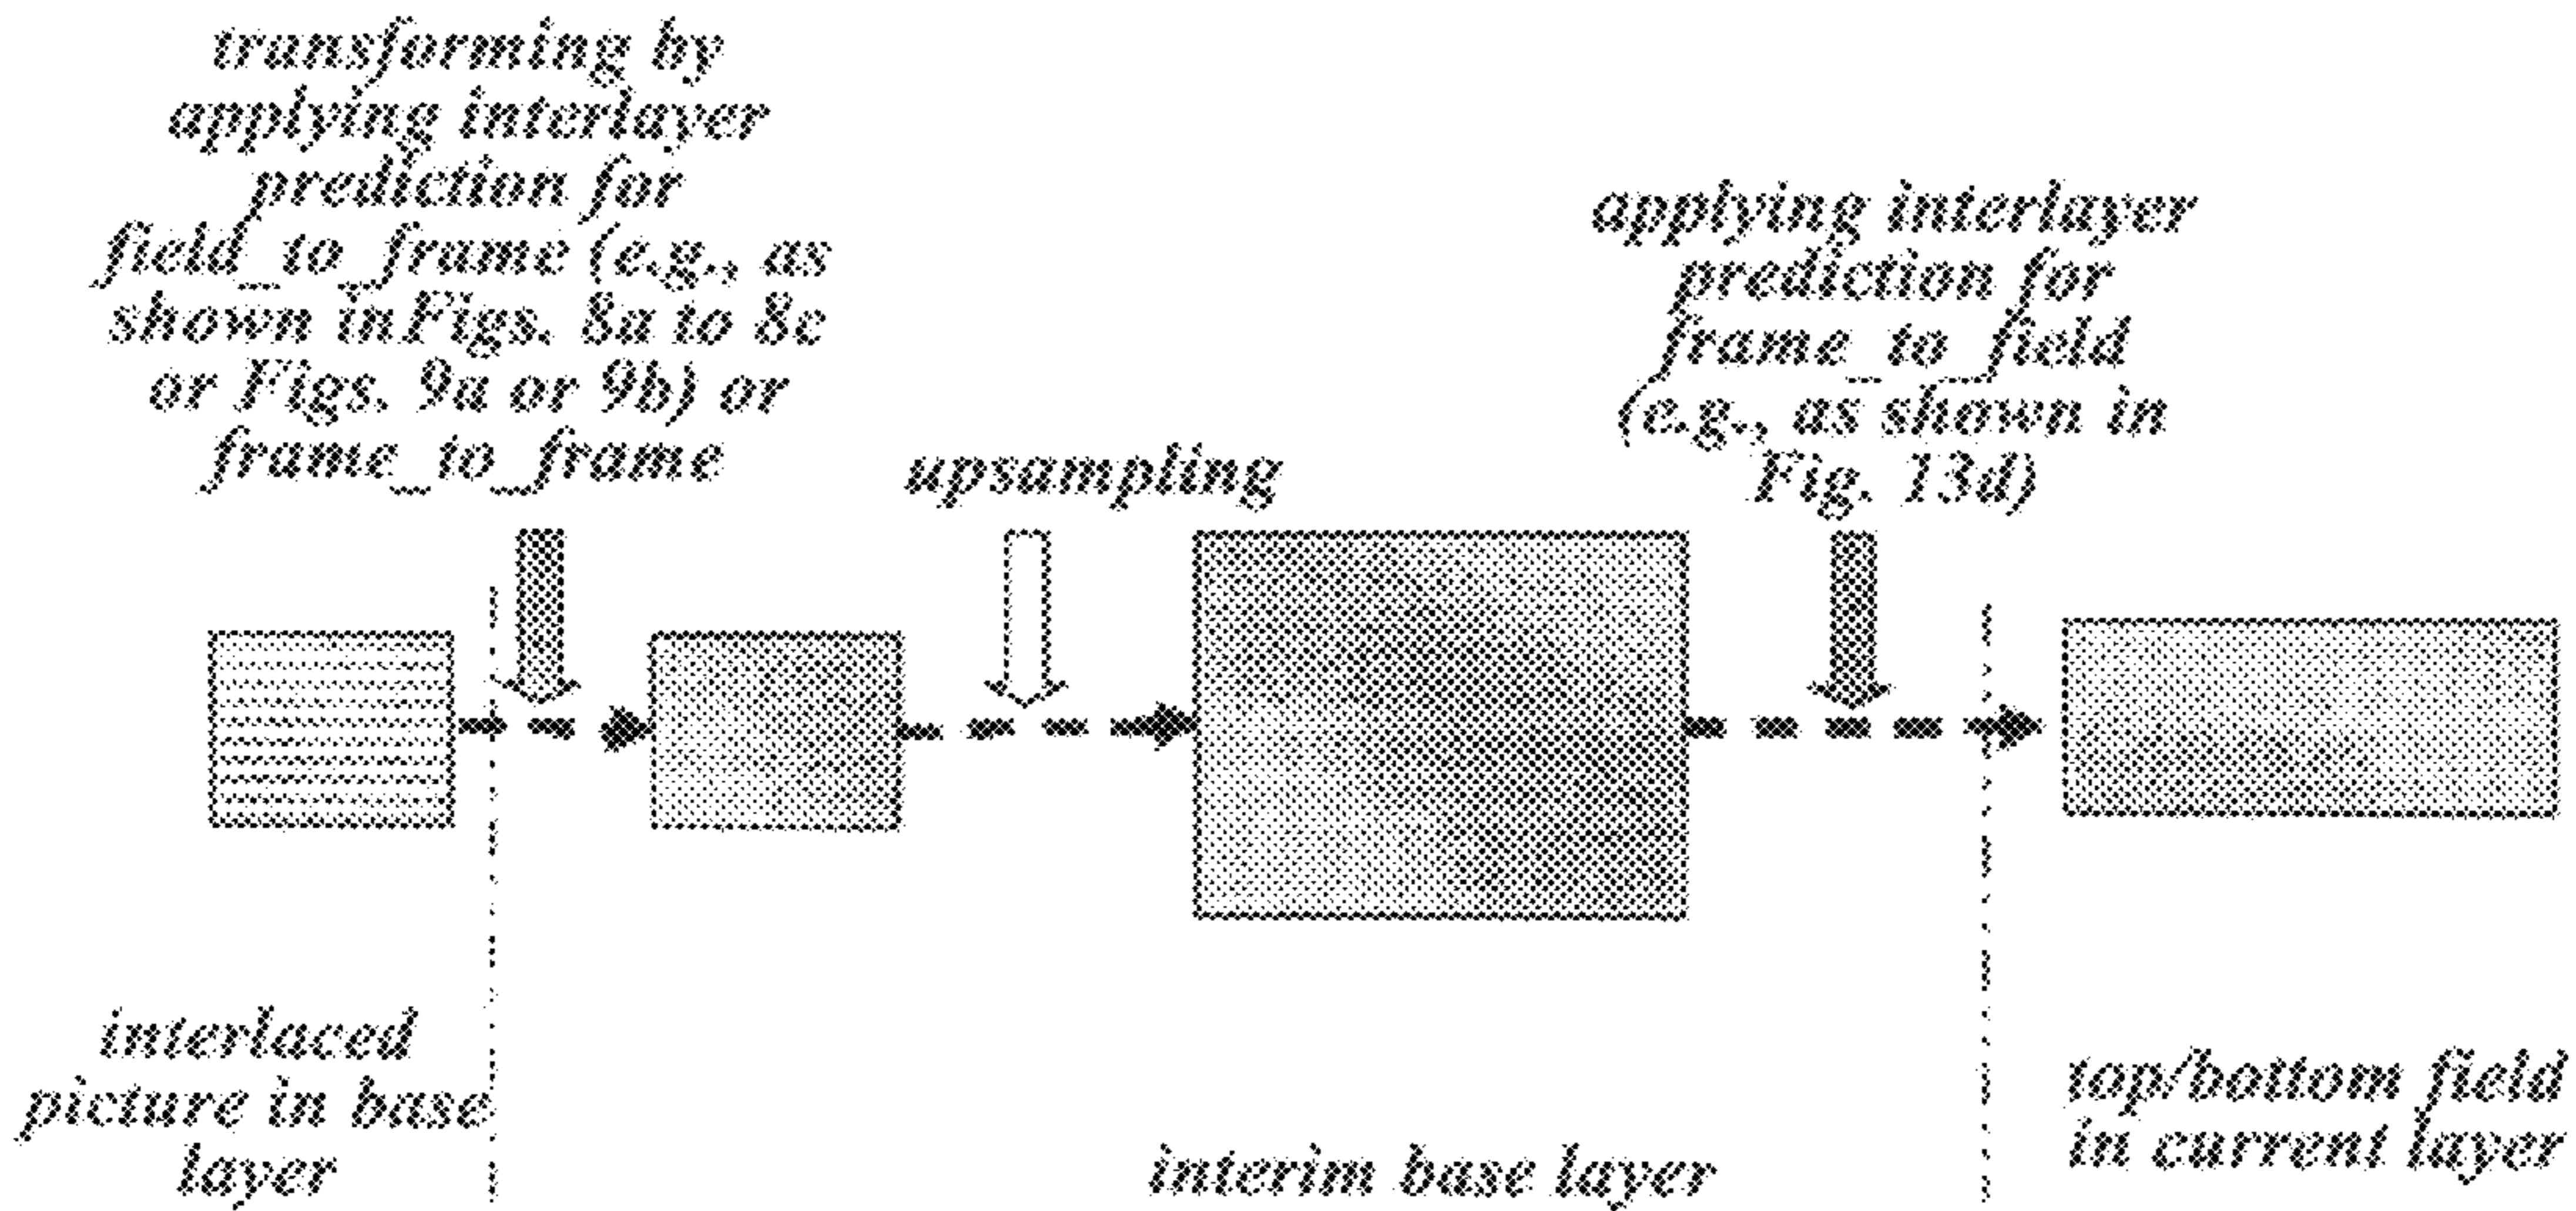 transforming by
applying interlayer
prediction for
field_to_frame (e.g., as
shown inFigs. 8a to 8c
or Figs. 9a or 9b) or
frame_to_frame
upsampling
applying interlayer
prediction for
frame_to_field
(e.g., as shown in
Fig. 13d)
interlaced
picture in base
layer
interim base layer
top/bottom field
in current layer